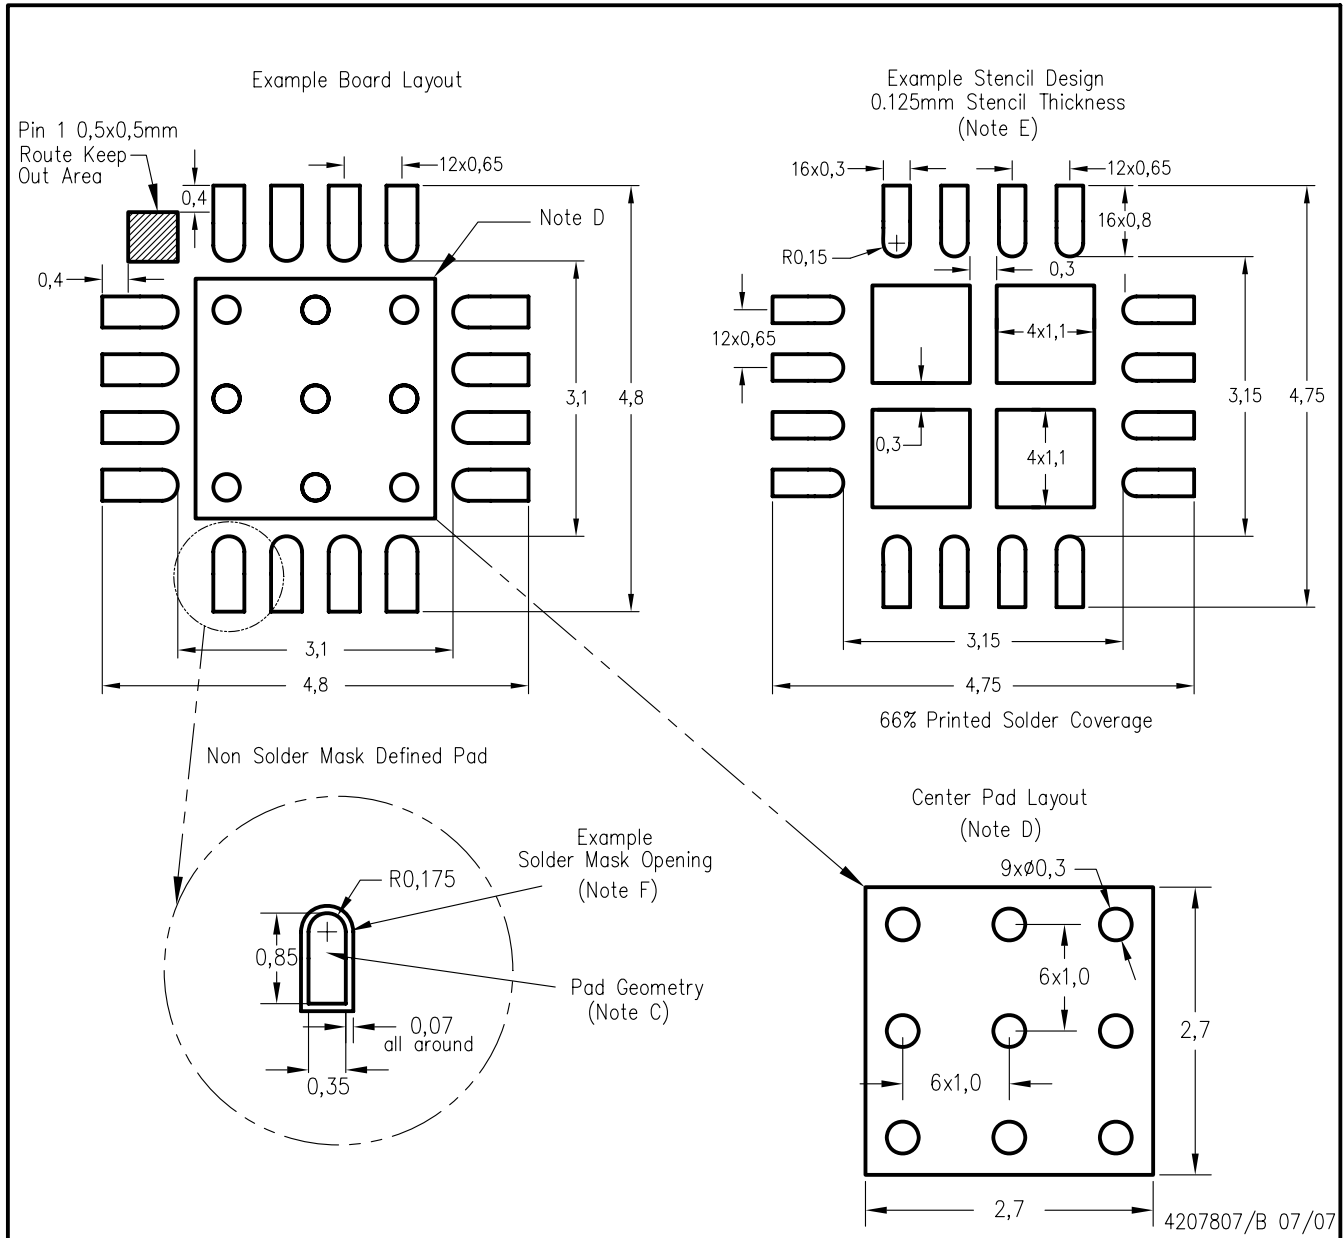 Example Board Layout
Pin 1 0,5x0,5mm
Route Keep
Out Area
0,4
12x0,65
Note D
0,4
3,1
4,8
3,1
4,8
Example Stencil Design
0.125mm Stencil Thickness
(Note E)
16x0,3
12x0,65
16x0,8
R0,15
0,3
12x0,65
4x1,1
3,15
4,75
0,3
4x1,1
3,15
4,75
66% Printed Solder Coverage
Non Solder Mask Defined Pad
Example
Solder Mask Opening
(Note F)
R0,175
0,85
Pad Geometry
(Note C)
0,07
all around
0,35
Center Pad Layout
(Note D)
9xø0,3
6x1,0
6x1,0
2,7
2,7
4207807/B 07/07